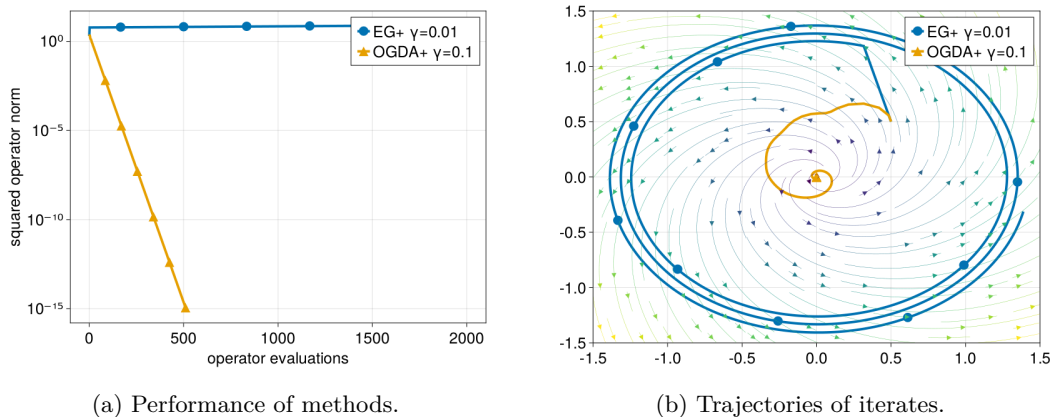 10⁰
10⁻⁵
10⁻¹⁰
10⁻¹⁵
squared operator norm
0 500 1000 1500 2000
operator evaluations
EG+ γ=0.01
OGDA+ γ=0.1
(a) Performance of methods.
1.5
1.0
0.5
0.0
-0.5
-1.0
-1.5
-1.5 -1.0 -0.5 0.0 0.5 1.0 1.5
EG+ γ=0.01
OGDA+ γ=0.1
(b) Trajectories of iterates.